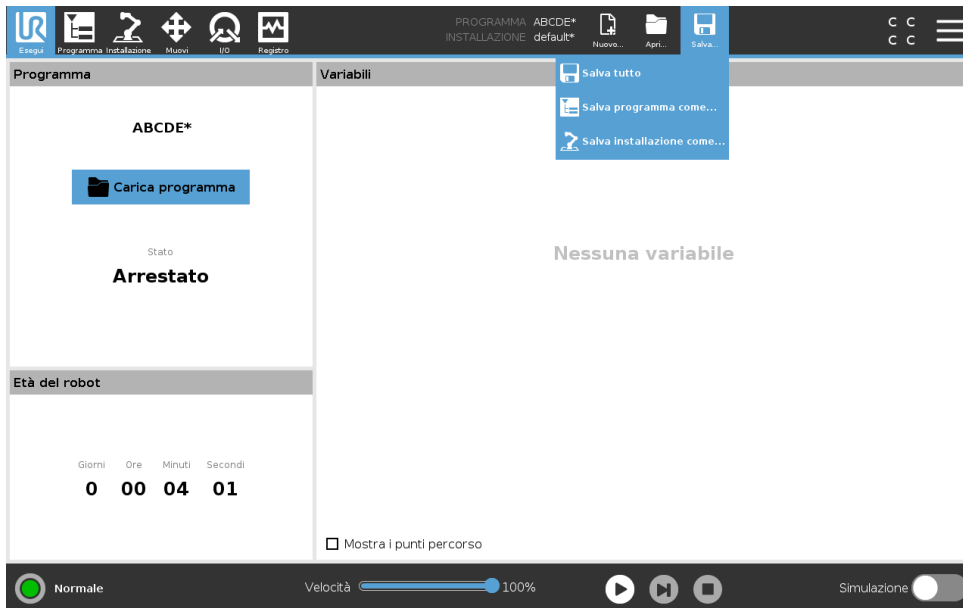 UR
Esegui
Programma
Installazione
Muovi
I/O
Registro
PROGRAMMA ABCDE*
INSTALLAZIONE default*
Nuovo...
Apri...
Salva...
C C
C C
Salva tutto
Salva programma come...
Salva installazione come...
Programma
ABCDE*
Carica programma
Stato
Arrestato
Variabili
Nessuna variabile
Età del robot
Giorni Ore Minuti Secondi
0 00 04 01
Mostra i punti percorso
Normale
Velocità 100%
Simulazione